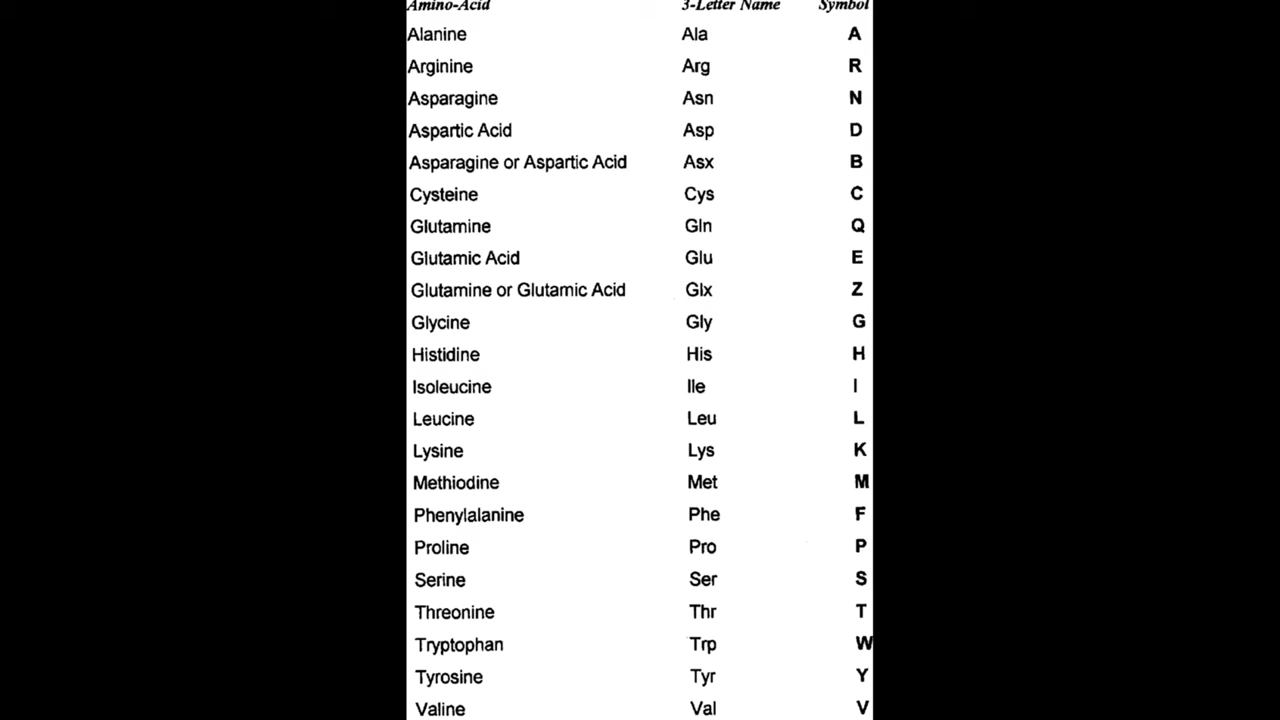 Amino-Acid 3-Letter Name Symbol
Alanine Ala A
Arginine Arg R
Asparagine Asn N
Aspartic Acid Asp D
Asparagine or Aspartic Acid Asx B
Cysteine Cys C
Glutamine Gln Q
Glutamic Acid Glu E
Glutamine or Glutamic Acid Glx Z
Glycine Gly G
Histidine His H
Isoleucine Ile I
Leucine Leu L
Lysine Lys K
Methiodine Met M
Phenylalanine Phe F
Proline Pro P
Serine Ser S
Threonine Thr T
Tryptophan Trp W
Tyrosine Tyr Y
Valine Val V